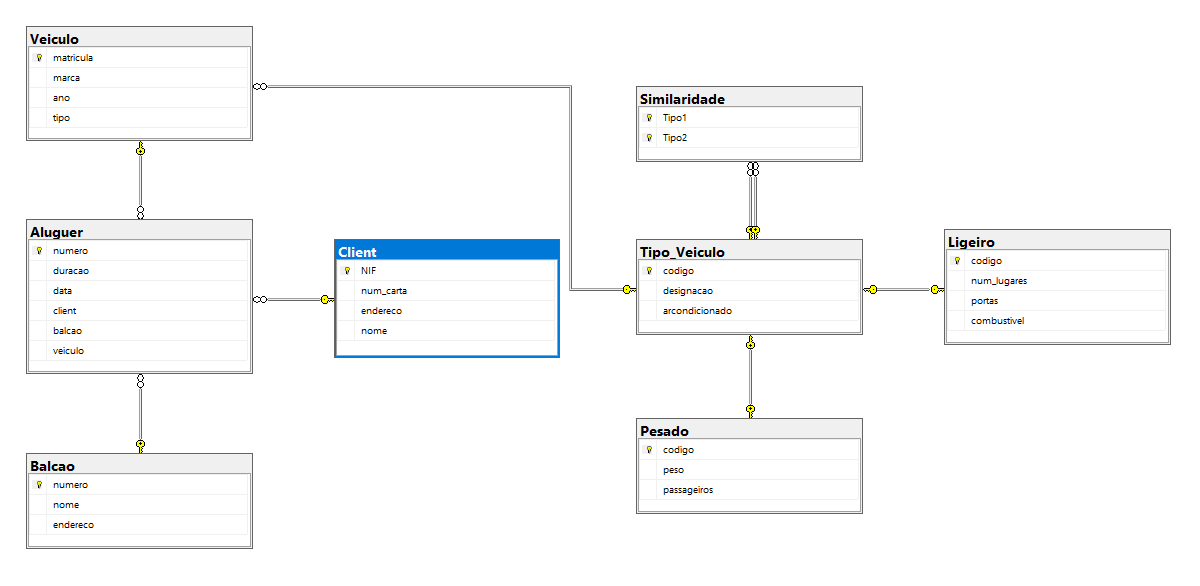 Veiculo
matricula
marca
ano
tipo
Aluguer
numero
duracao
data
client
balcao
veiculo
Balcao
numero
nome
endereco
Client
NIF
num_carta
endereco
nome
Similaridade
Tipo1
Tipo2
Tipo_Veiculo
codigo
designacao
arcondicionado
Pesado
codigo
peso
passageiros
Ligeiro
codigo
num_lugares
portas
combustivel